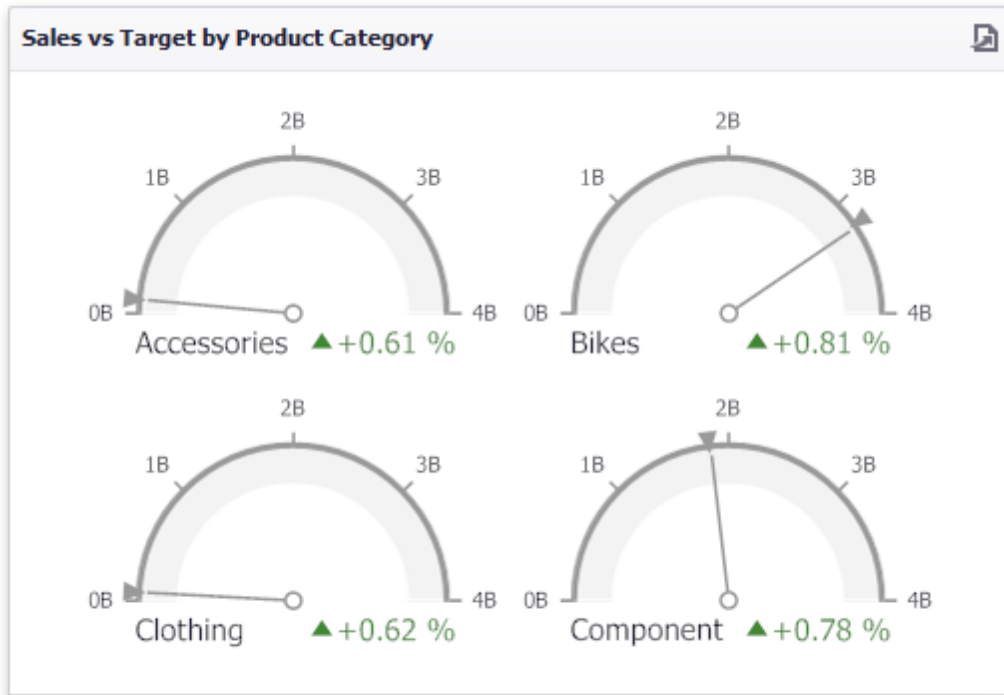 Sales vs Target by Product Category
2B 2B
1B 3B 1B 3B
0B 4B 0B 4B
Accessories ▲+0.61 % Bikes ▲+0.81 %
2B 2B
1B 3B 1B 3B
0B 4B 0B 4B
Clothing ▲+0.62 % Component ▲+0.78 %